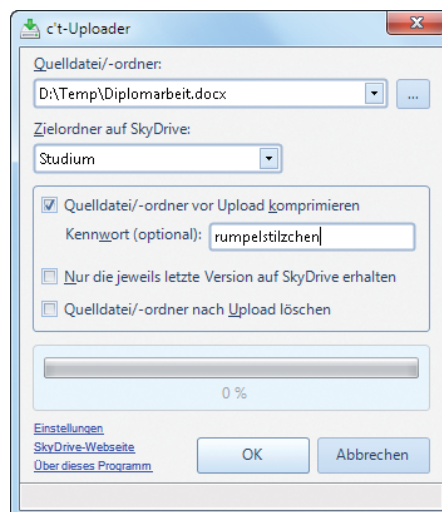 c't-Uploader
Quelldatei/-ordner:
D:\Temp\Diplomarbeit.docx
...
Zielordner auf SkyDrive:
Studium
Quelldatei/-ordner vor Upload komprimieren
Kennwort (optional): rumpelstilzchen
Nur die jeweils letzte Version auf SkyDrive erhalten
Quelldatei/-ordner nach Upload löschen
0 %
Einstellungen
SkyDrive-Webseite
Über dieses Programm
OK Abbrechen